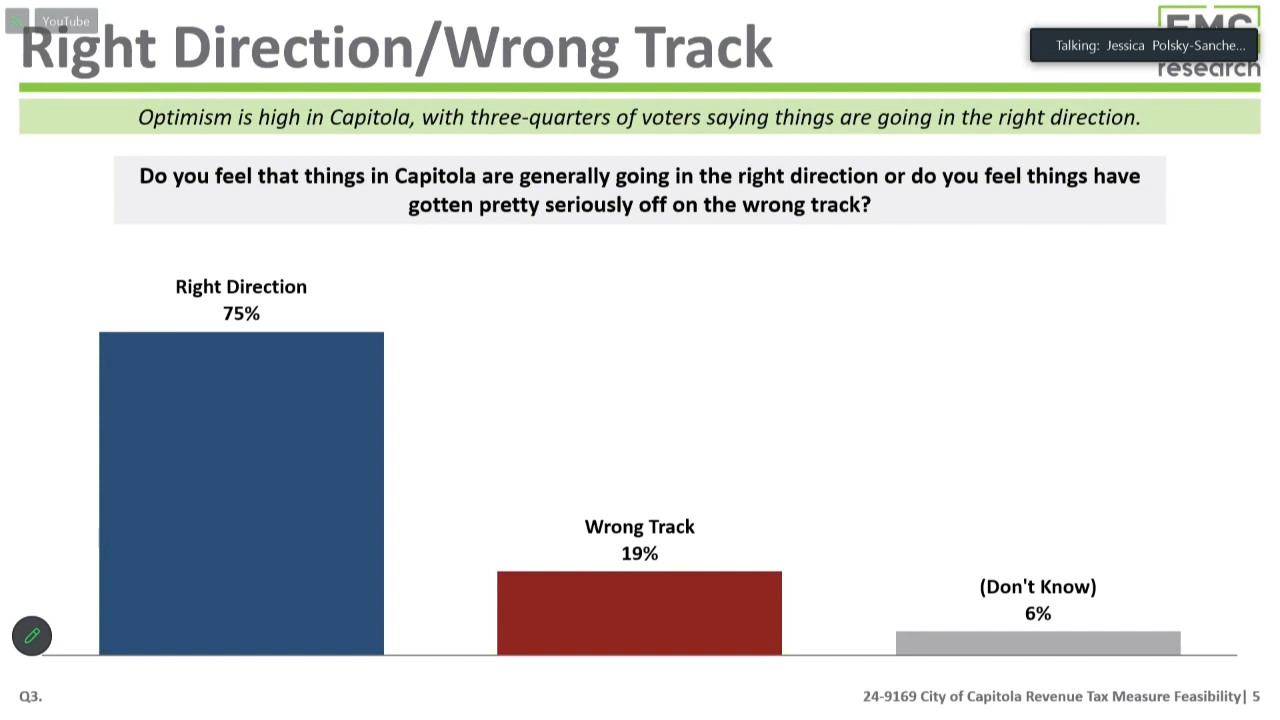 YouTube
Right Direction/Wrong Track
Talking: Jessica Polsky-Sanche...
EMC
research
Optimism is high in Capitola, with three-quarters of voters saying things are going in the right direction.
Do you feel that things in Capitola are generally going in the right direction or do you feel things have
gotten pretty seriously off on the wrong track?
Right Direction
75%
Wrong Track
19%
(Don't Know)
6%
Q3.
24-9169 City of Capitola Revenue Tax Measure Feasibility| 5